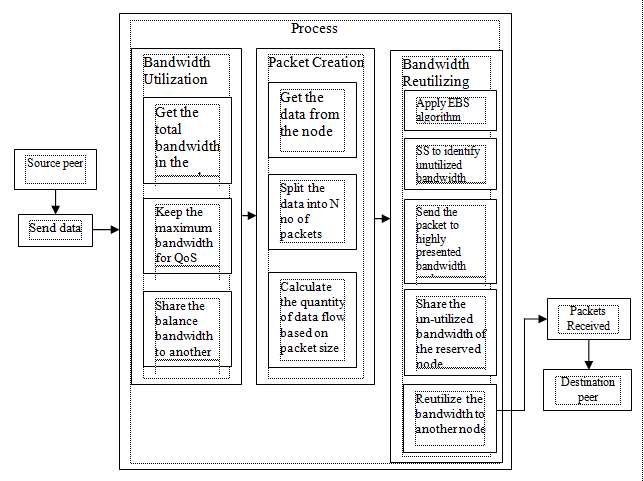 Process
Source peer
Send data
Bandwidth
Utilization
Get the
total
bandwidth
in the
Keep the
maximum
bandwidth
for QoS
Share the
balance
bandwidth
to another
Packet Creation
Get the
data from
the node
Split the
data into N
no of
packets
Calculate
the quantity
of data flow
based on
packet size
Bandwidth
Reutilizing
Apply EBS
algorithm
SS to identify
unutilized
bandwidth
Send the
packet to
highly
presented
bandwidth
Share the
un-utilized
bandwidth of
the reserved
node
Reutilize the
bandwidth to
another node
Packets
Received
Destination
peer